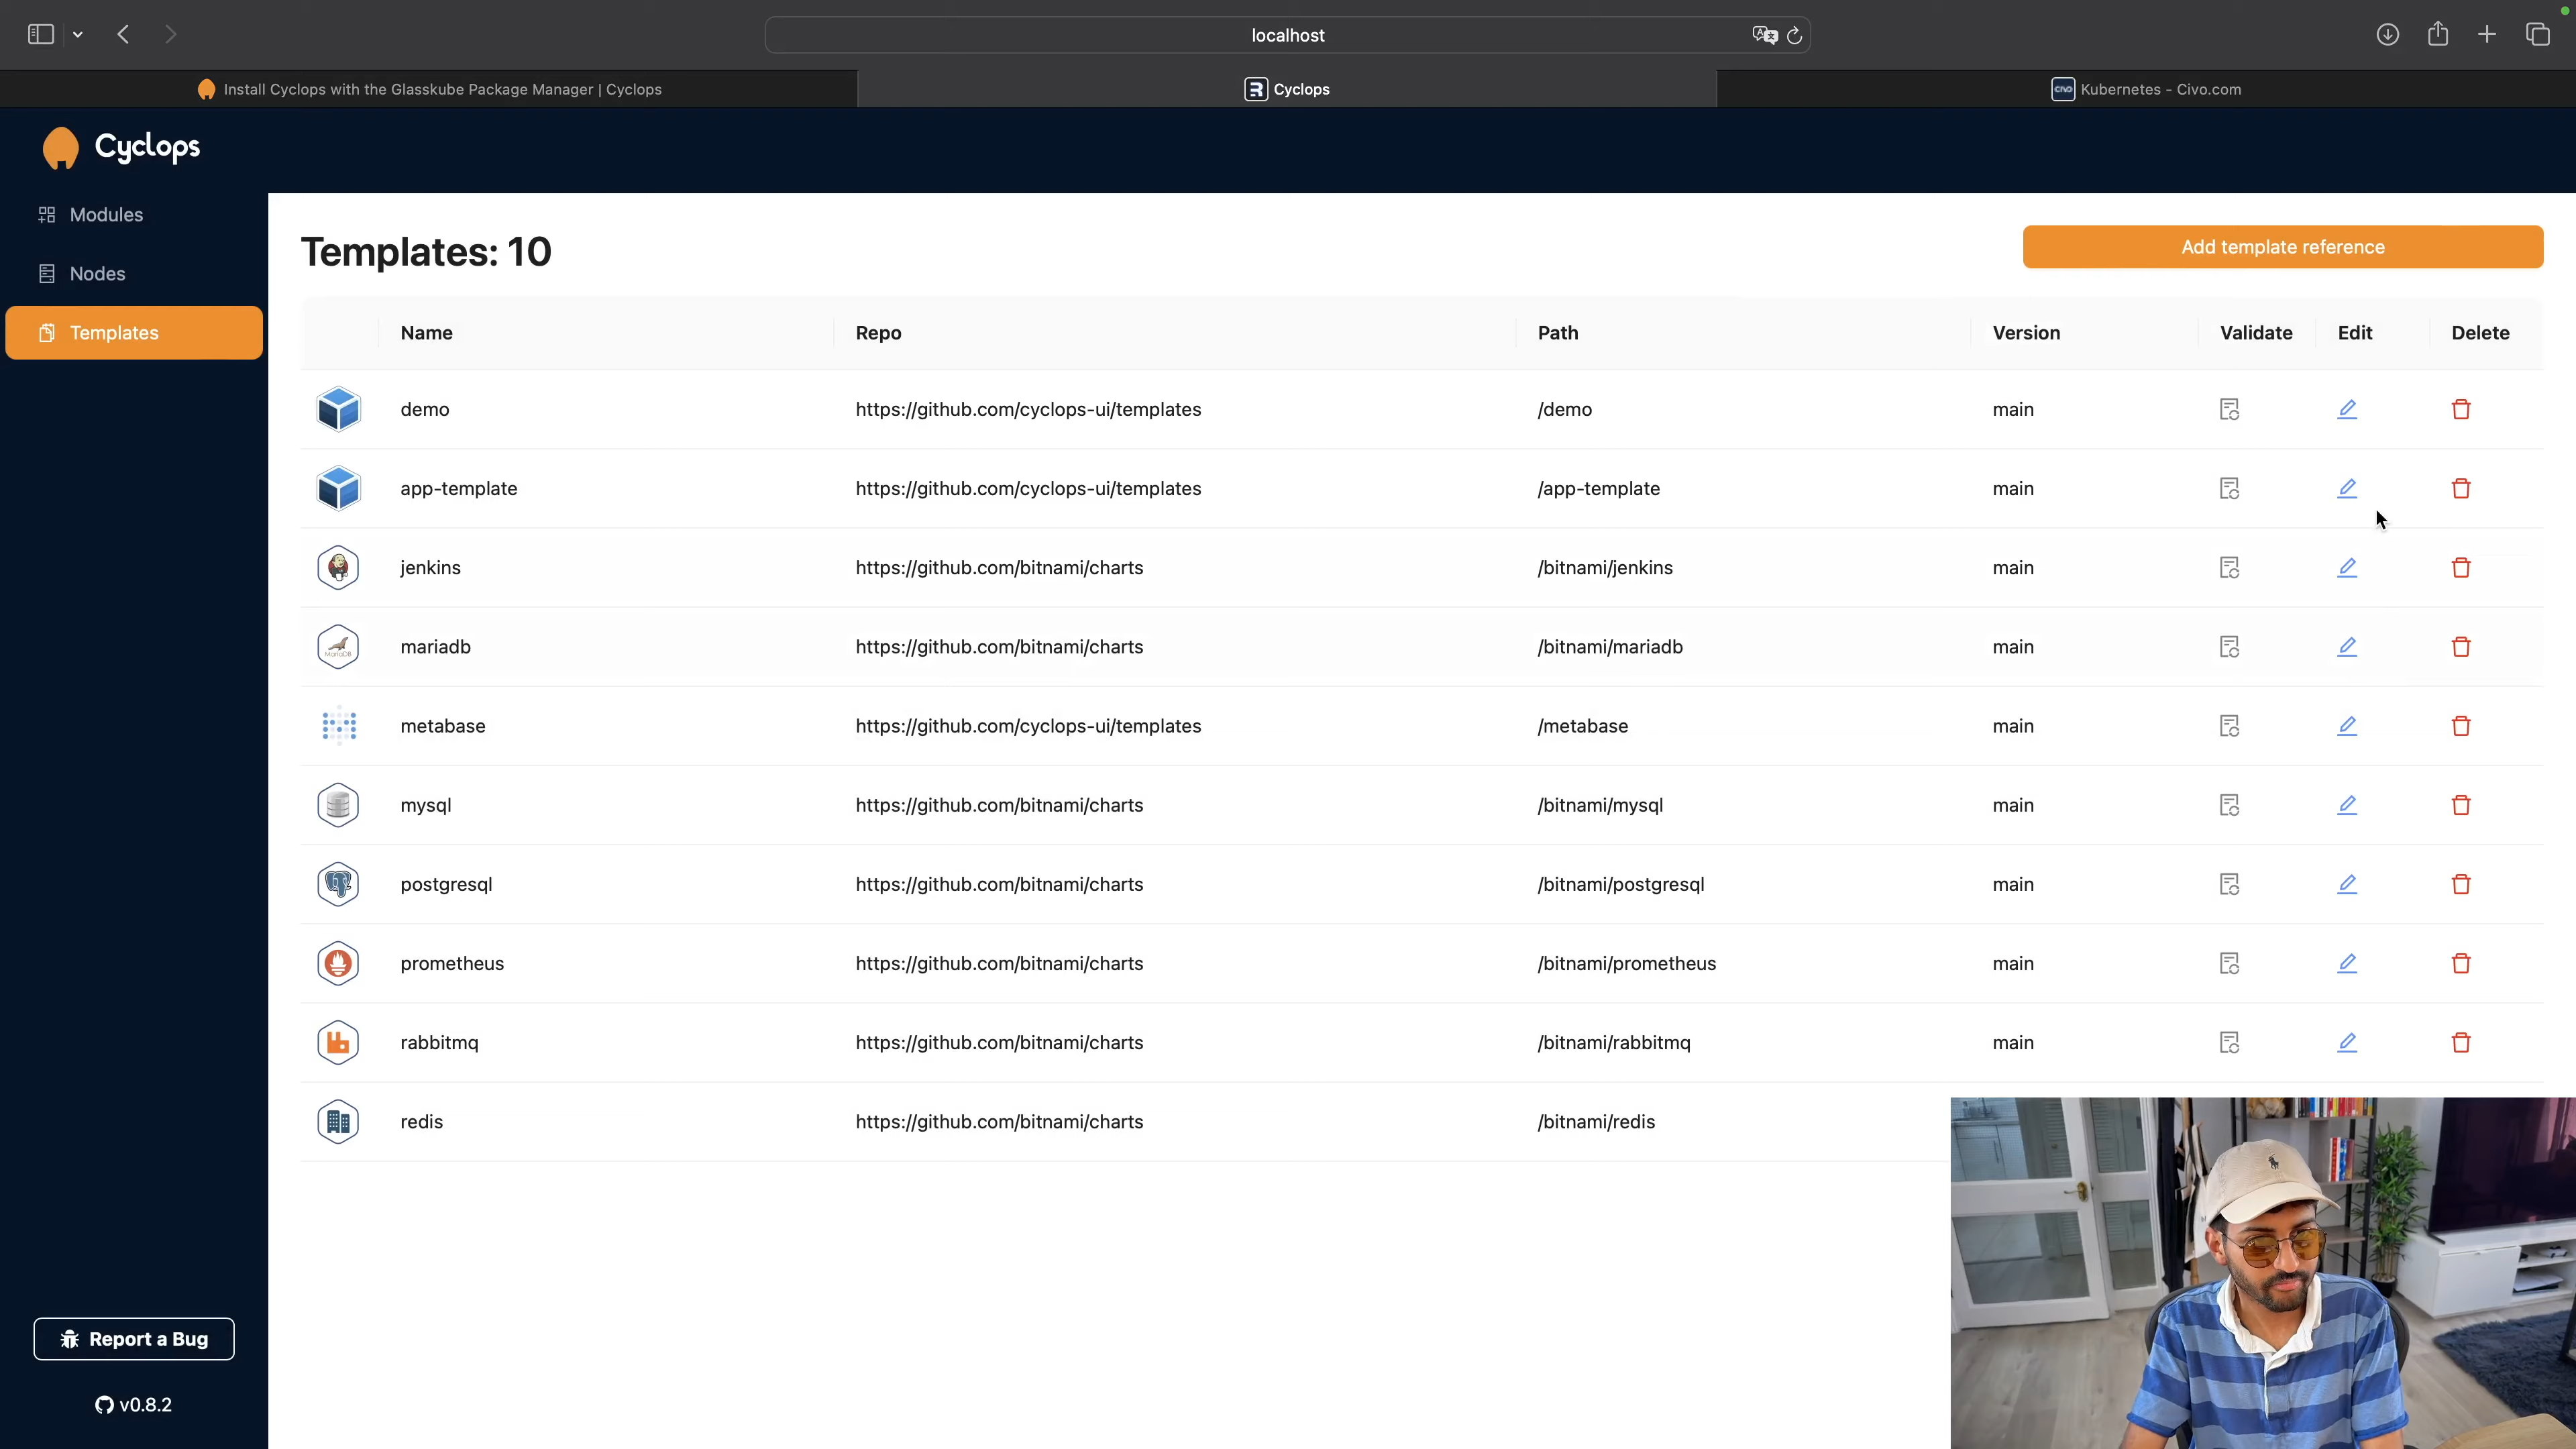 localhost
Install Cyclops with the Glasskube Package Manager | Cyclops
Cyclops
CIVO Kubernetes - Civo.com
Cyclops
Modules
Nodes
Templates
Templates: 10
Add template reference
Name Repo Path Version Validate Edit Delete
demo https://github.com/cyclops-ui/templates /demo main
app-template https://github.com/cyclops-ui/templates /app-template main
jenkins https://github.com/bitnami/charts /bitnami/jenkins main
MariaDB mariadb https://github.com/bitnami/charts /bitnami/mariadb main
metabase https://github.com/cyclops-ui/templates /metabase main
mysql https://github.com/bitnami/charts /bitnami/mysql main
postgresql https://github.com/bitnami/charts /bitnami/postgresql main
prometheus https://github.com/bitnami/charts /bitnami/prometheus main
rabbitmq https://github.com/bitnami/charts /bitnami/rabbitmq main
redis https://github.com/bitnami/charts /bitnami/redis
Report a Bug
v0.8.2